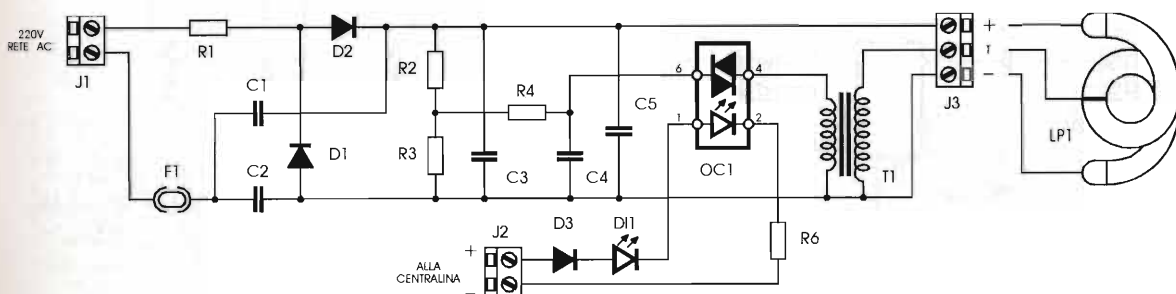 220V
RETE AC
J1
R1
D2
C1
C2
F1
D1
R2
R3
R4
C3
C4
C5
6
4
1
2
OC1
T1
J3
+
T
−
LP1
J2
+
−
ALLA
CENTRALINA
D3
DI1
R6